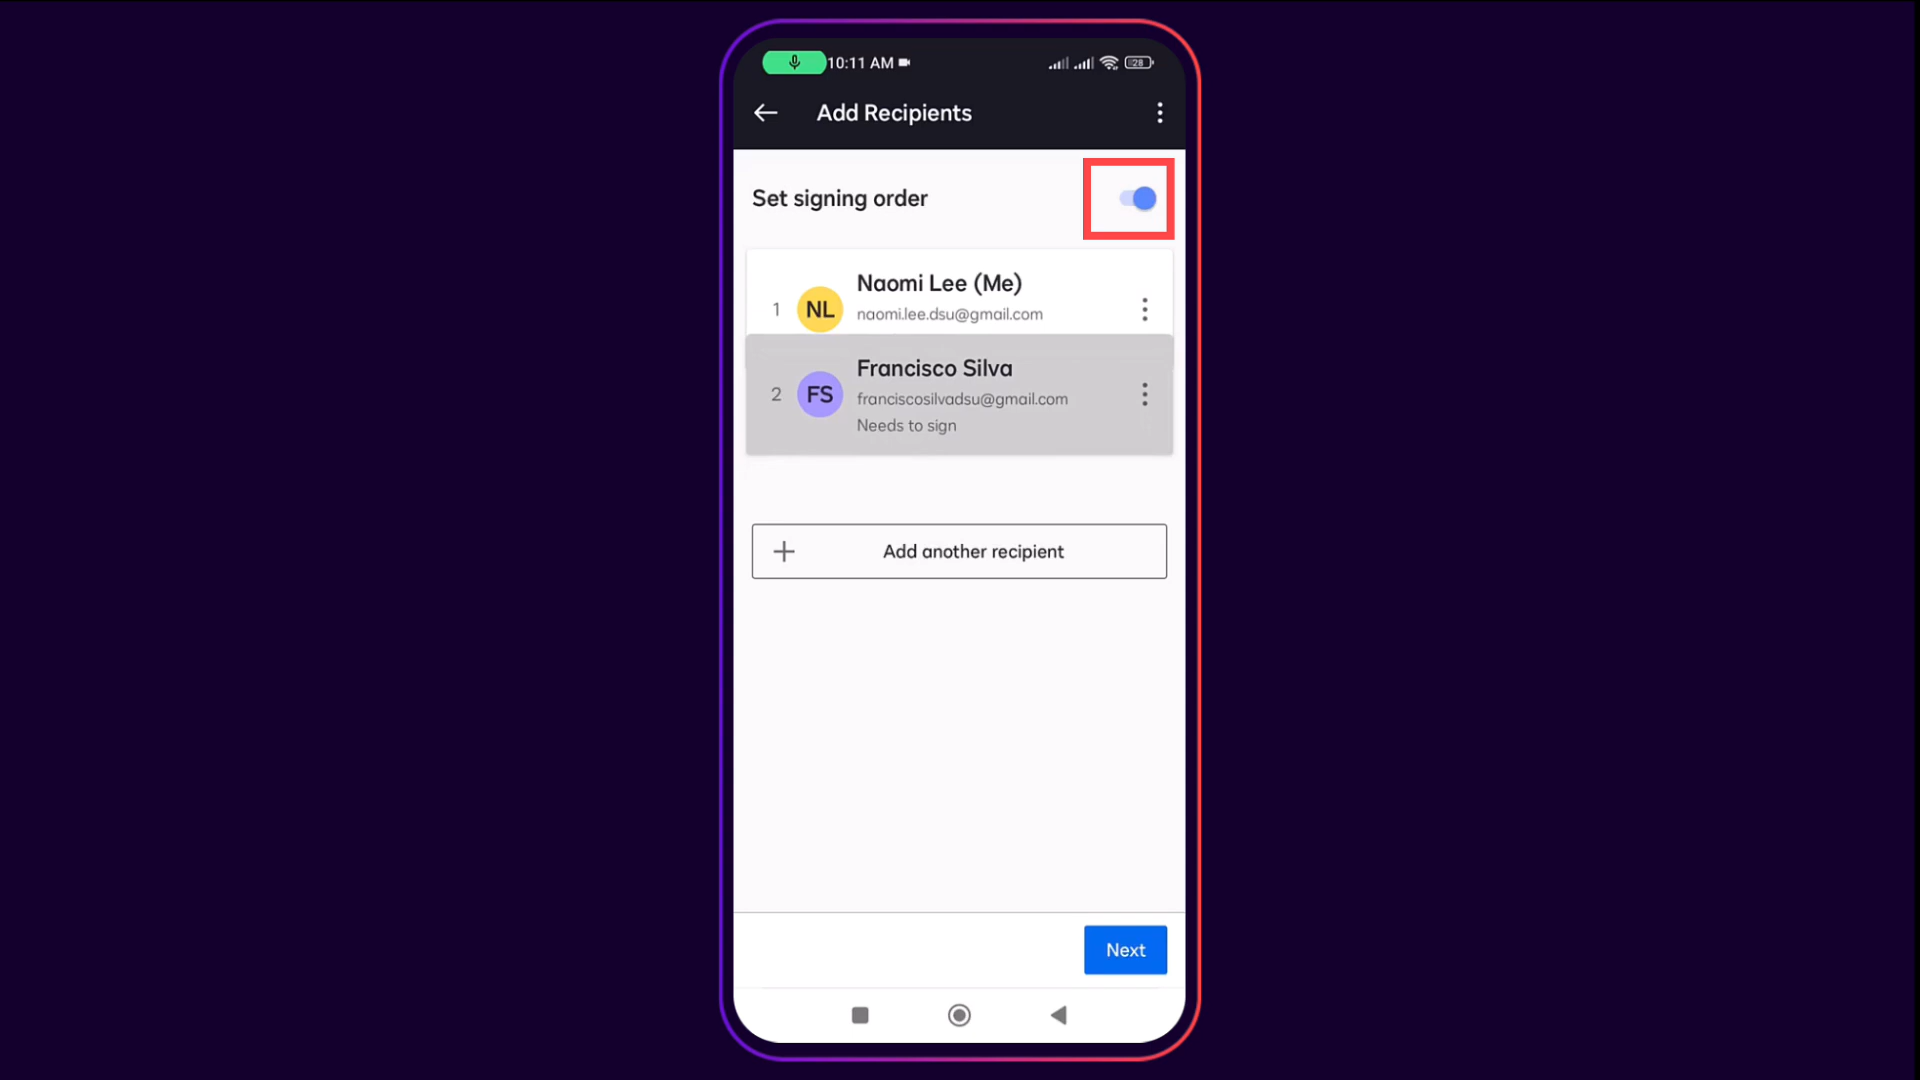 10:11 AM
28
Add Recipients
Set signing order
1
NL
Naomi Lee (Me)
naomi.lee.dsu@gmail.com
2
FS
Francisco Silva
franciscosilvadsu@gmail.com
Needs to sign
Add another recipient
Next